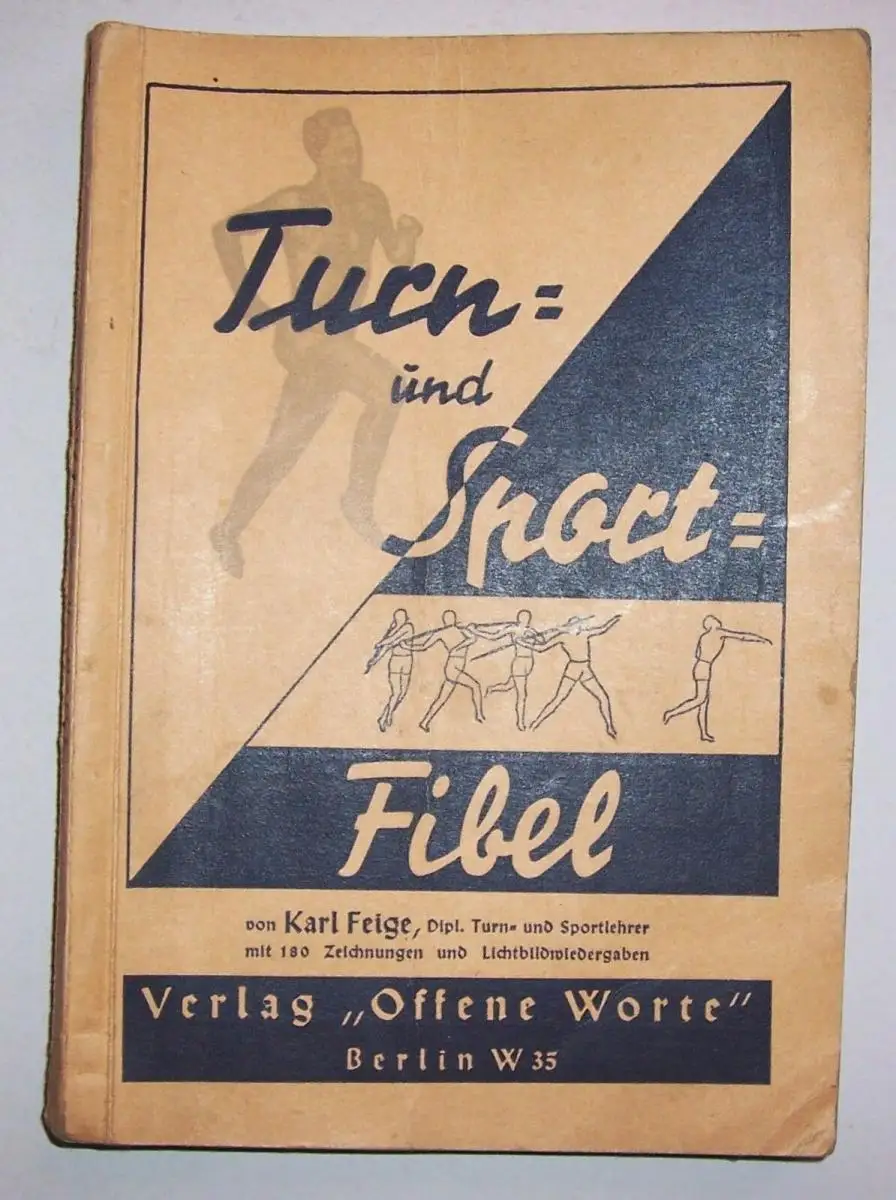 Turn=
und
Sport=
Fibel
von Karl Feige, Dipl. Turn= und Sportlehrer
mit 180 Zeichnungen und Lichtbildwiedergaben
Verlag „Offene Worte"
Berlin W 35